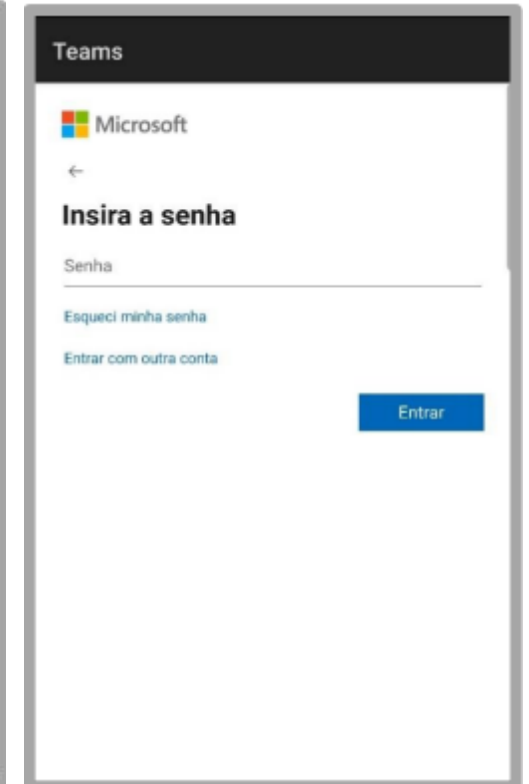 Teams
Microsoft
←
Insira a senha
Senha
Esqueci minha senha
Entrar com outra conta
Entrar